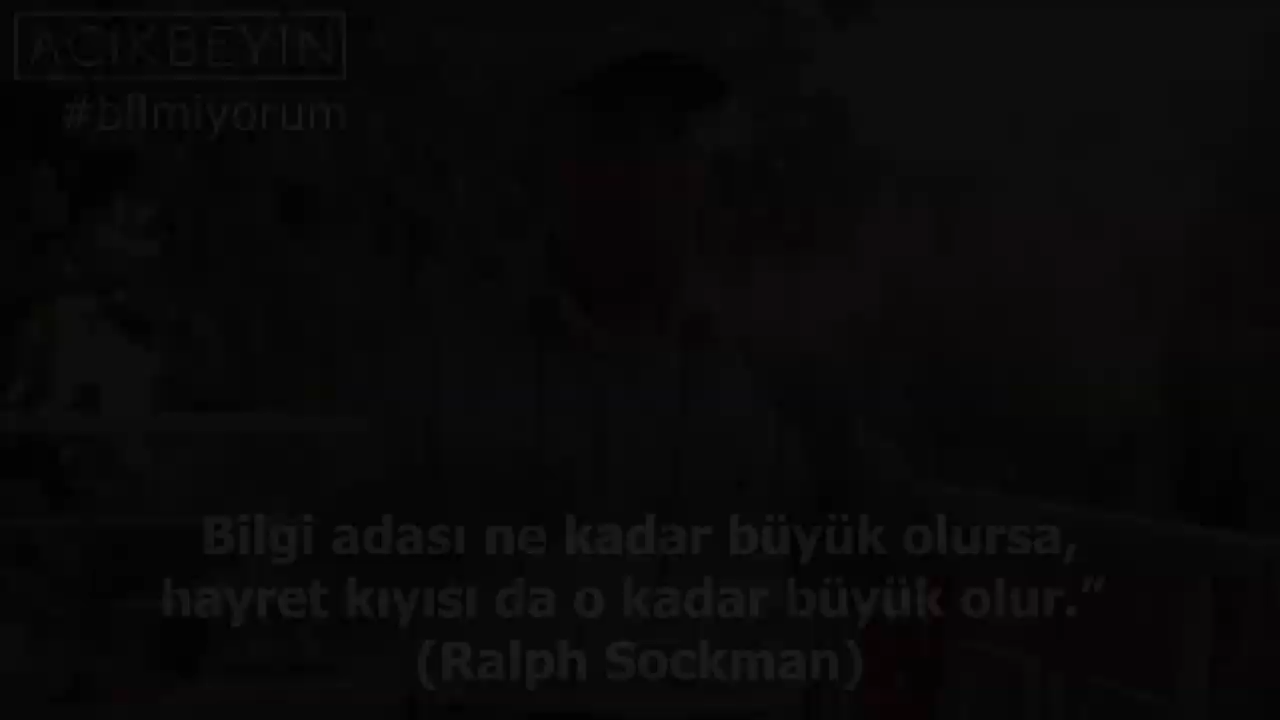 AÇIKBEYİN
#bilmiyorum
Bilgi adası ne kadar büyük olursa,
hayret kıyısı da o kadar büyük olur.”
(Ralph Sockman)